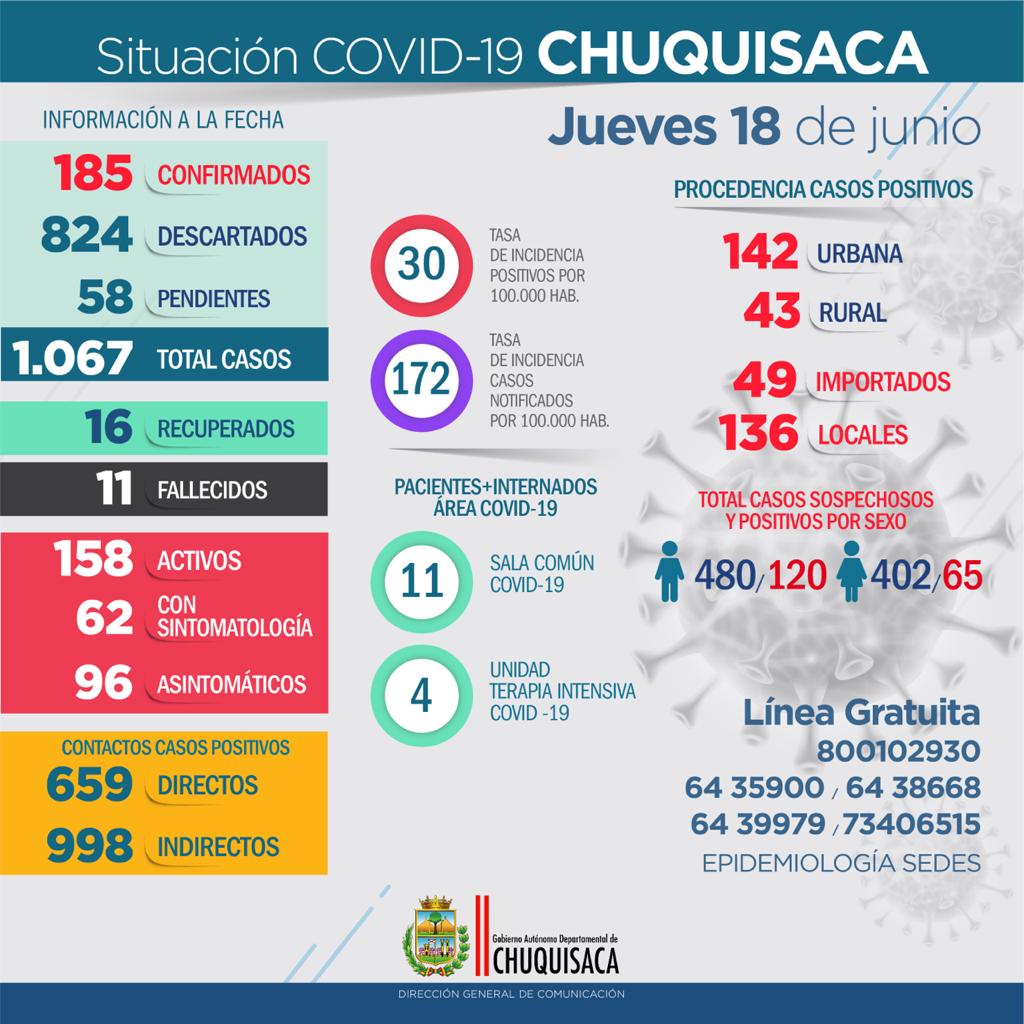 Situación COVID-19 CHUQUISACA
INFORMACIÓN A LA FECHA
185 CONFIRMADOS
824 DESCARTADOS
58 PENDIENTES
1.067 TOTAL CASOS
16 RECUPERADOS
11 FALLECIDOS
158 ACTIVOS
62 CON
SINTOMATOLOGÍA
96 ASINTOMÁTICOS
CONTACTOS CASOS POSITIVOS
659 DIRECTOS
998 INDIRECTOS
30
TASA
DE INCIDENCIA
POSITIVOS POR
100.000 HAB.
172
TASA
DE INCIDENCIA
CASOS
NOTIFICADOS
POR 100.000 HAB.
PACIENTES+INTERNADOS
ÁREA COVID-19
11
SALA COMÚN
COVID-19
4
UNIDAD
TERAPIA INTENSIVA
COVID -19
Jueves 18 de junio
PROCEDENCIA CASOS POSITIVOS
142 URBANA
43 RURAL
49 IMPORTADOS
136 LOCALES
TOTAL CASOS SOSPECHOSOS
Y POSITIVOS POR SEXO
480/120 402/65
Línea Gratuita
800102930
64 35900 / 64 38668
64 39979 / 73406515
EPIDEMIOLOGÍA SEDES
Gobierno Autónomo Departamental de
CHUQUISACA
DIRECCIÓN GENERAL DE COMUNICACIÓN